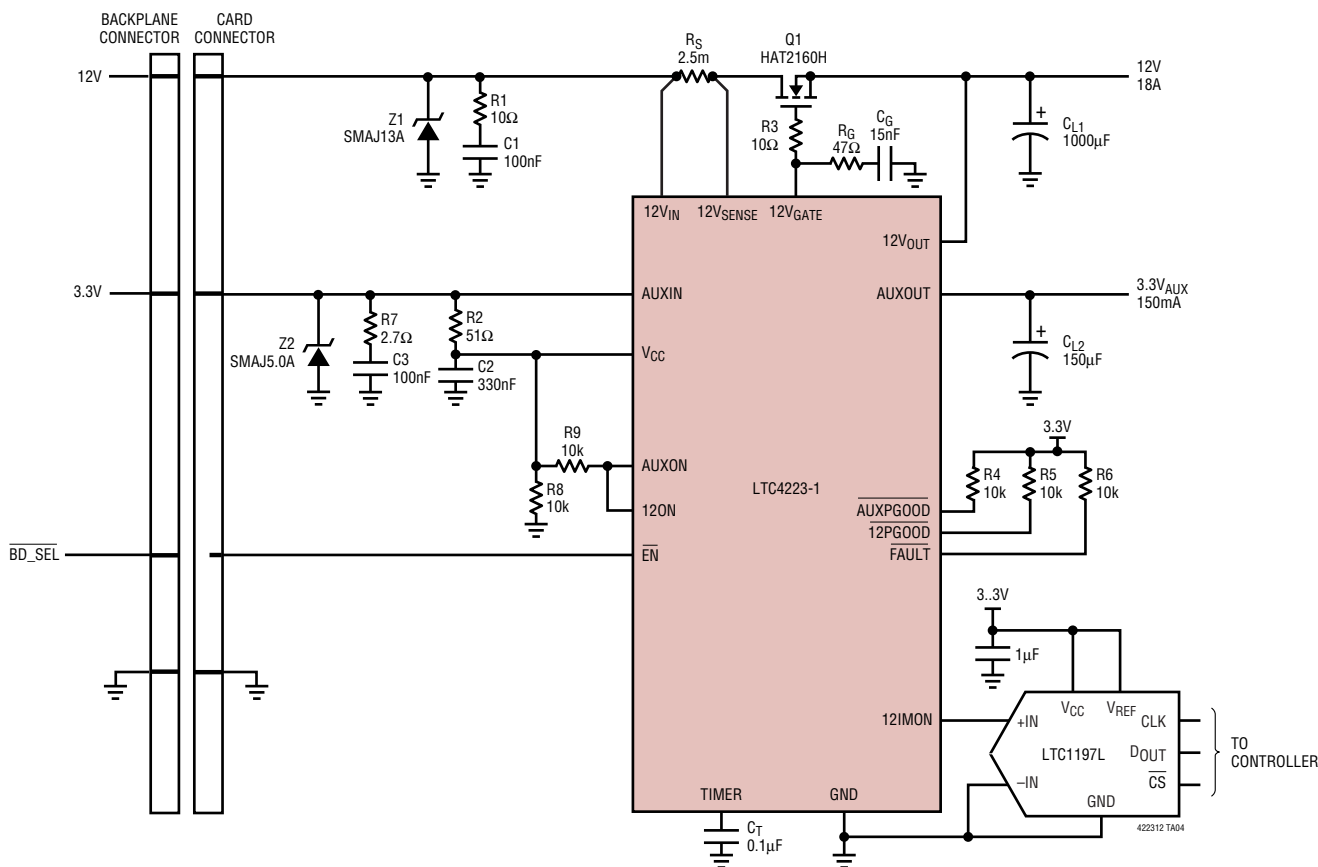 BACKPLANE
CONNECTOR
CARD
CONNECTOR
12V
Z1
SMAJ13A
R1
10Ω
C1
100nF
RS
2.5m
Q1
HAT2160H
R3
10Ω
RG
47Ω
CG
15nF
12V
18A
CL1
1000µF
12VIN
12VSENSE
12VGATE
12VOUT
3.3V
Z2
SMAJ5.0A
R7
2.7Ω
C3
100nF
R2
51Ω
C2
330nF
AUXIN
VCC
AUXOUT
3.3VAUX
150mA
CL2
150µF
R9
10k
R8
10k
AUXON
12ON
EN
BD_SEL
LTC4223-1
AUXPGOOD
12PGOOD
FAULT
3.3V
R4
10k
R5
10k
R6
10k
3..3V
1µF
12IMON
+IN
–IN
VCC
VREF
CLK
DOUT
CS
LTC1197L
GND
TO
CONTROLLER
TIMER
GND
CT
0.1µF
422312 TA04